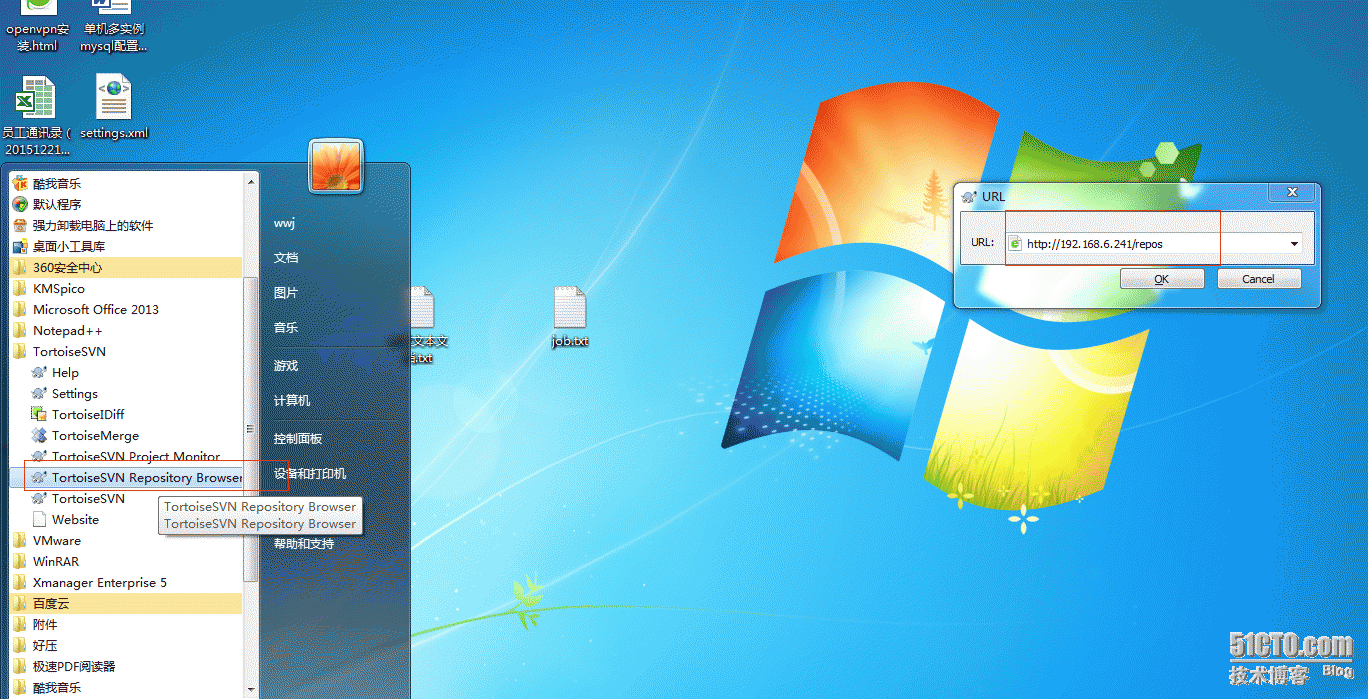 openvpn安
装.html
单机多实例
mysql配置...
员工通讯录（
20151221...
settings.xml
酷我音乐
默认程序
强力卸载电脑上的软件
桌面小工具库
360安全中心
KMSpico
Microsoft Office 2013
Notepad++
TortoiseSVN
Help
Settings
TortoiseIDiff
TortoiseMerge
TortoiseSVN Project Monitor
TortoiseSVN Repository Browser
TortoiseSVN
Website
TortoiseSVN Repository Browser
TortoiseSVN Repository Browser
VMware
WinRAR
Xmanager Enterprise 5
百度云
附件
好压
极速PDF阅读器
酷我音乐
wwj
文档
图片
音乐
游戏
计算机
控制面板
设备和打印机
帮助和支持
文本文
.txt
job.txt
URL
URL:
http://192.168.6.241/repos
OK
Cancel
51CTO.com
技术博客 Blog